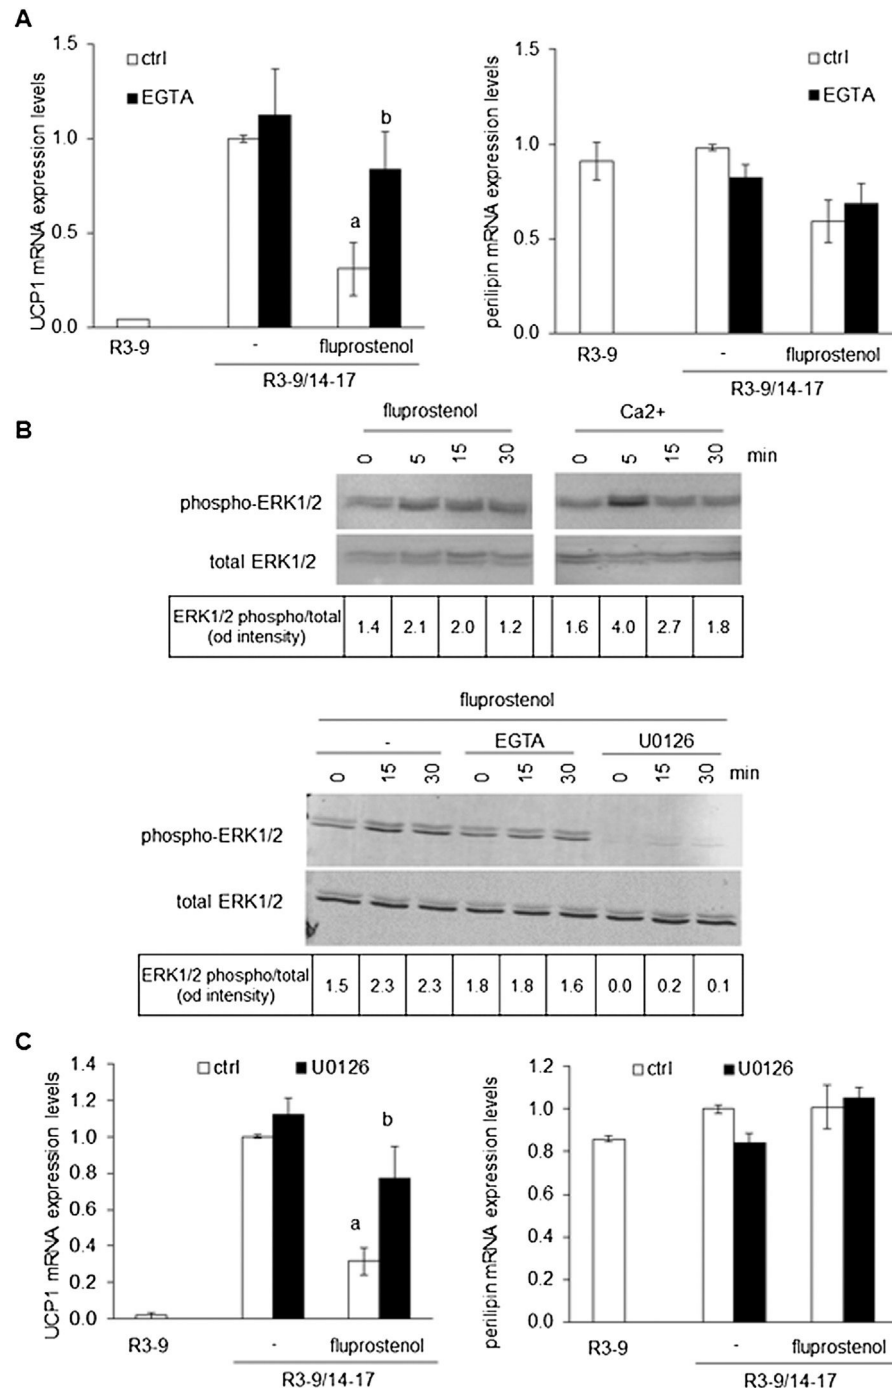 A
UCP1 mRNA expression levels
1.5
1.0
0.5
0.0
ctrl
EGTA
a
b
R3-9
-
fluprostenol
R3-9/14-17
perilipin mRNA expression levels
1.5
1.0
0.5
0.0
ctrl
EGTA
R3-9
-
fluprostenol
R3-9/14-17
B
fluprostenol
Ca2+
0 5 15 30 0 5 15 30 min
phospho-ERK1/2
total ERK1/2
ERK1/2 phospho/total
(od intensity)
1.4 2.1 2.0 1.2 1.6 4.0 2.7 1.8
fluprostenol
- EGTA U0126
0 15 30 0 15 30 0 15 30 min
phospho-ERK1/2
total ERK1/2
ERK1/2 phospho/total
(od intensity)
1.5 2.3 2.3 1.8 1.8 1.6 0.0 0.2 0.1
C
UCP1 mRNA expression levels
1.4
1.2
1.0
0.8
0.6
0.4
0.2
0.0
ctrl
U0126
a
b
R3-9
-
fluprostenol
R3-9/14-17
perilipin mRNA expression levels
1.2
1.0
0.8
0.6
0.4
0.2
0.0
ctrl
U0126
R3-9
-
fluprostenol
R3-9/14-17